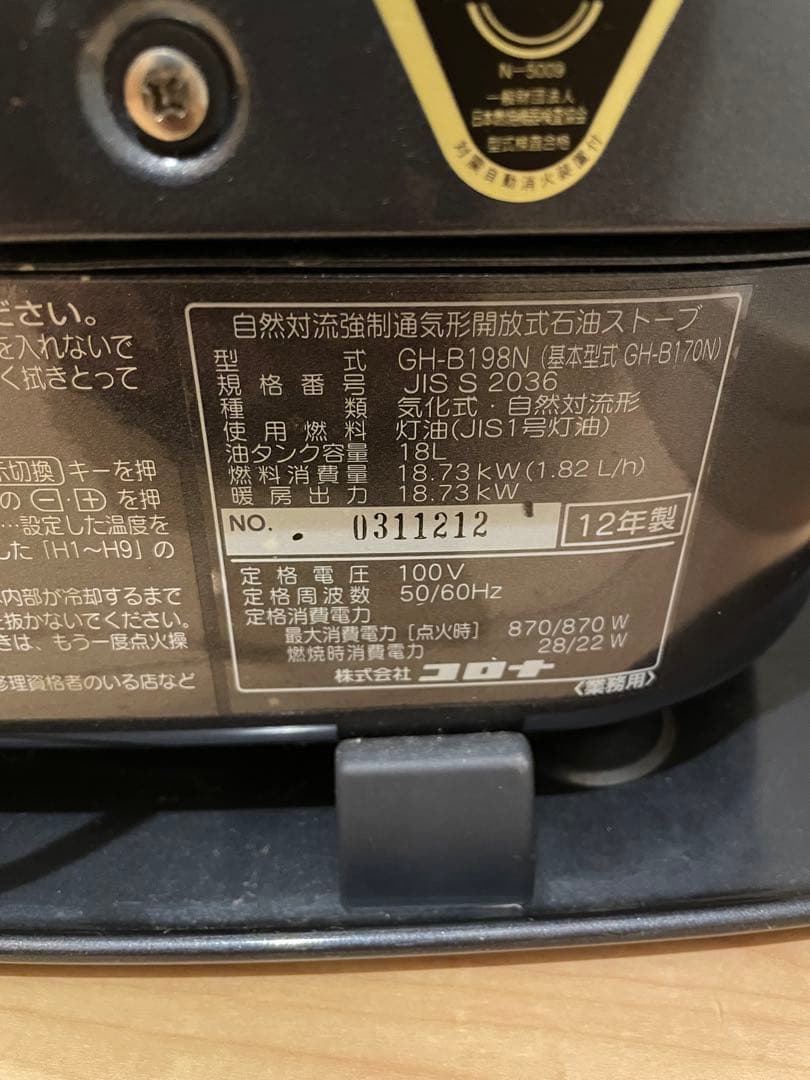 N-5009
一般財団法人
日本燃焼機器検査協会
型式検査合格
対震自動消火装置付
ださい。
を入れないで
く拭きとって
示切換 キーを押
の ⊖・⊕ を押
…設定した温度を
した「H1～H9」の
内部が冷却するまで
を抜かないでください。
きは、もう一度点火操
修理資格者のいる店など
自然対流強制通気形開放式石油ストーブ
型式 GH-B198N (基本型式 GH-B170N)
規格番号 JIS S 2036
種類 気化式・自然対流形
使用燃料 灯油(JIS1号灯油)
油タンク容量 18L
燃料消費量 18.73kW(1.82 L/h)
暖房出力 18.73kW
NO. 0311212 12年製
定格電圧 100V
定格周波数 50/60Hz
定格消費電力
最大消費電力[点火時] 870/870 W
燃焼時消費電力 28/22 W
株式会社 コロナ
〈業務用〉